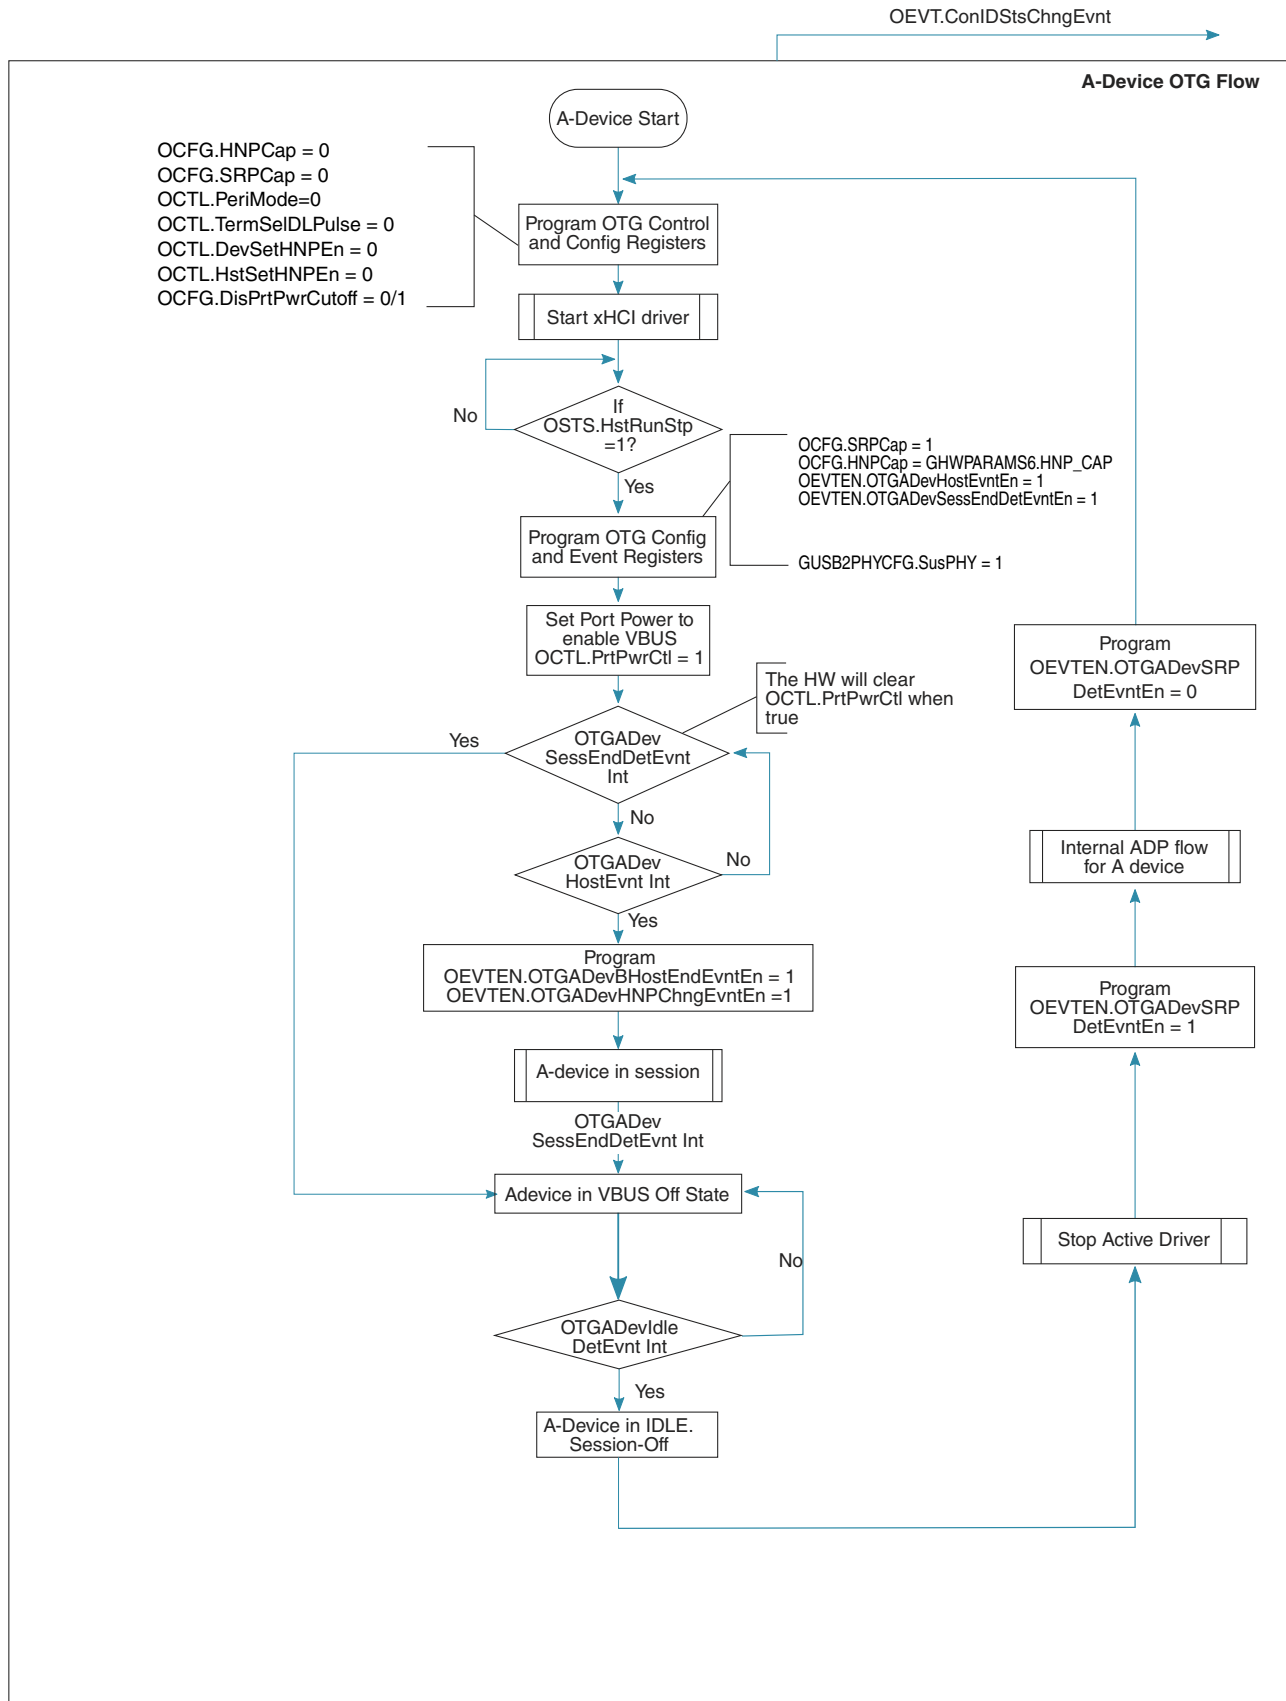 OEVT.ConIDStsChngEvnt
A-Device OTG Flow
A-Device Start
OCFG.HNPCap = 0
OCFG.SRPCap = 0
OCTL.PeriMode=0
OCTL.TermSelDLPulse = 0
OCTL.DevSetHNPEn = 0
OCTL.HstSetHNPEn = 0
OCFG.DisPrtPwrCutoff = 0/1
Program OTG Control
and Config Registers
Start xHCI driver
If
OSTS.HstRunStp
=1?
No
Yes
OCFG.SRPCap = 1
OCFG.HNPCap = GHWPARAMS6.HNP_CAP
OEVTEN.OTGADevHostEvntEn = 1
OEVTEN.OTGADevSessEndDetEvntEn = 1
GUSB2PHYCFG.SusPHY = 1
Program OTG Config
and Event Registers
Set Port Power to
enable VBUS
OCTL.PrtPwrCtl = 1
The HW will clear
OCTL.PrtPwrCtl when
true
OTGADev
SessEndDetEvnt
Int
Yes
No
OTGADev
HostEvnt Int
No
Yes
Program
OEVTEN.OTGADevBHostEndEvntEn = 1
OEVTEN.OTGADevHNPChngEvntEn =1
A-device in session
OTGADev
SessEndDetEvnt Int
Adevice in VBUS Off State
No
OTGADevIdle
DetEvnt Int
Yes
A-Device in IDLE.
Session-Off
Stop Active Driver
Program
OEVTEN.OTGADevSRP
DetEvntEn = 1
Internal ADP flow
for A device
Program
OEVTEN.OTGADevSRP
DetEvntEn = 0